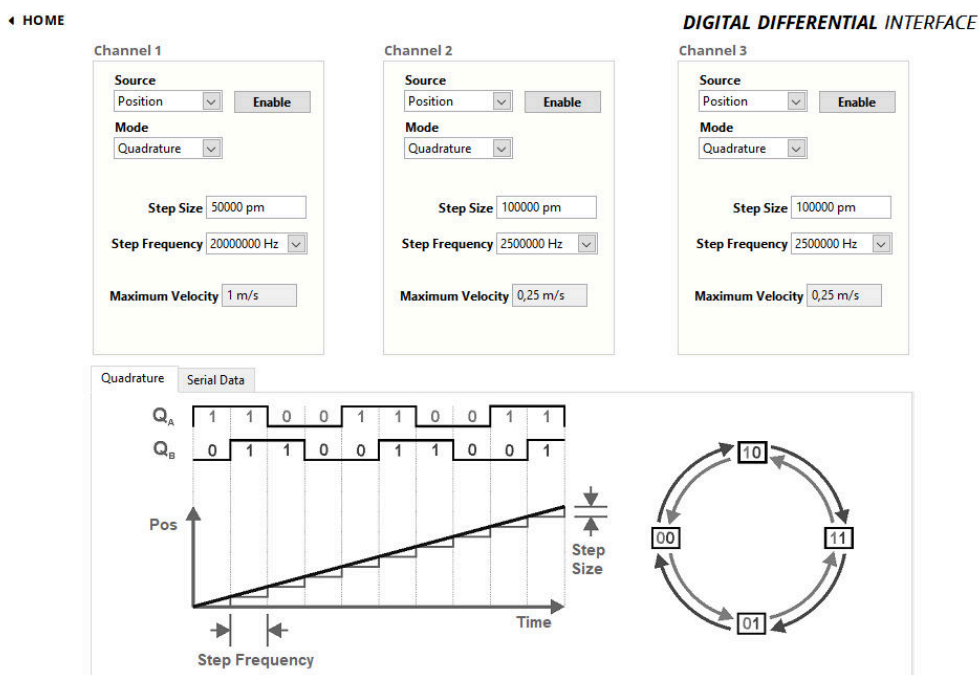 HOME
DIGITAL DIFFERENTIAL INTERFACE
Channel 1
Source
Position Enable
Mode
Quadrature
Step Size 50000 pm
Step Frequency 20000000 Hz
Maximum Velocity 1 m/s
Channel 2
Source
Position Enable
Mode
Quadrature
Step Size 100000 pm
Step Frequency 2500000 Hz
Maximum Velocity 0,25 m/s
Channel 3
Source
Position Enable
Mode
Quadrature
Step Size 100000 pm
Step Frequency 2500000 Hz
Maximum Velocity 0,25 m/s
Quadrature Serial Data
QA 1 1 0 0 1 1 0 0 1 1
QB 0 1 1 0 0 1 1 0 0 1
Pos
Step
Size
Time
Step Frequency
10
00 11
01